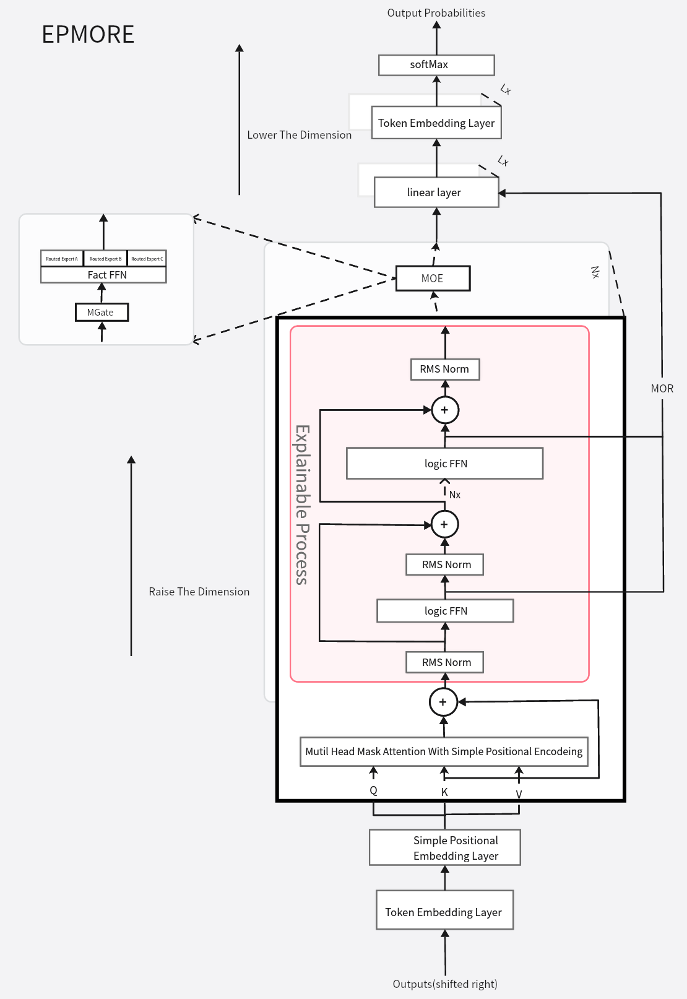 Output Probabilities
EPMORE
softMax
Lx
Token Embedding Layer
Lower The Dimension
Lx
linear layer
Routed Expert A
Routed Expert B
Routed Expert C
Fact FFN
MGate
MOE
Nx
RMS Norm
MOR
+
logic FFN
Nx
Explainable Process
+
RMS Norm
Raise The Dimension
logic FFN
RMS Norm
+
Mutil Head Mask Attention With Simple Positional Encodeing
Q
K
V
Simple Positional
Embedding Layer
Token Embedding Layer
Outputs(shifted right)